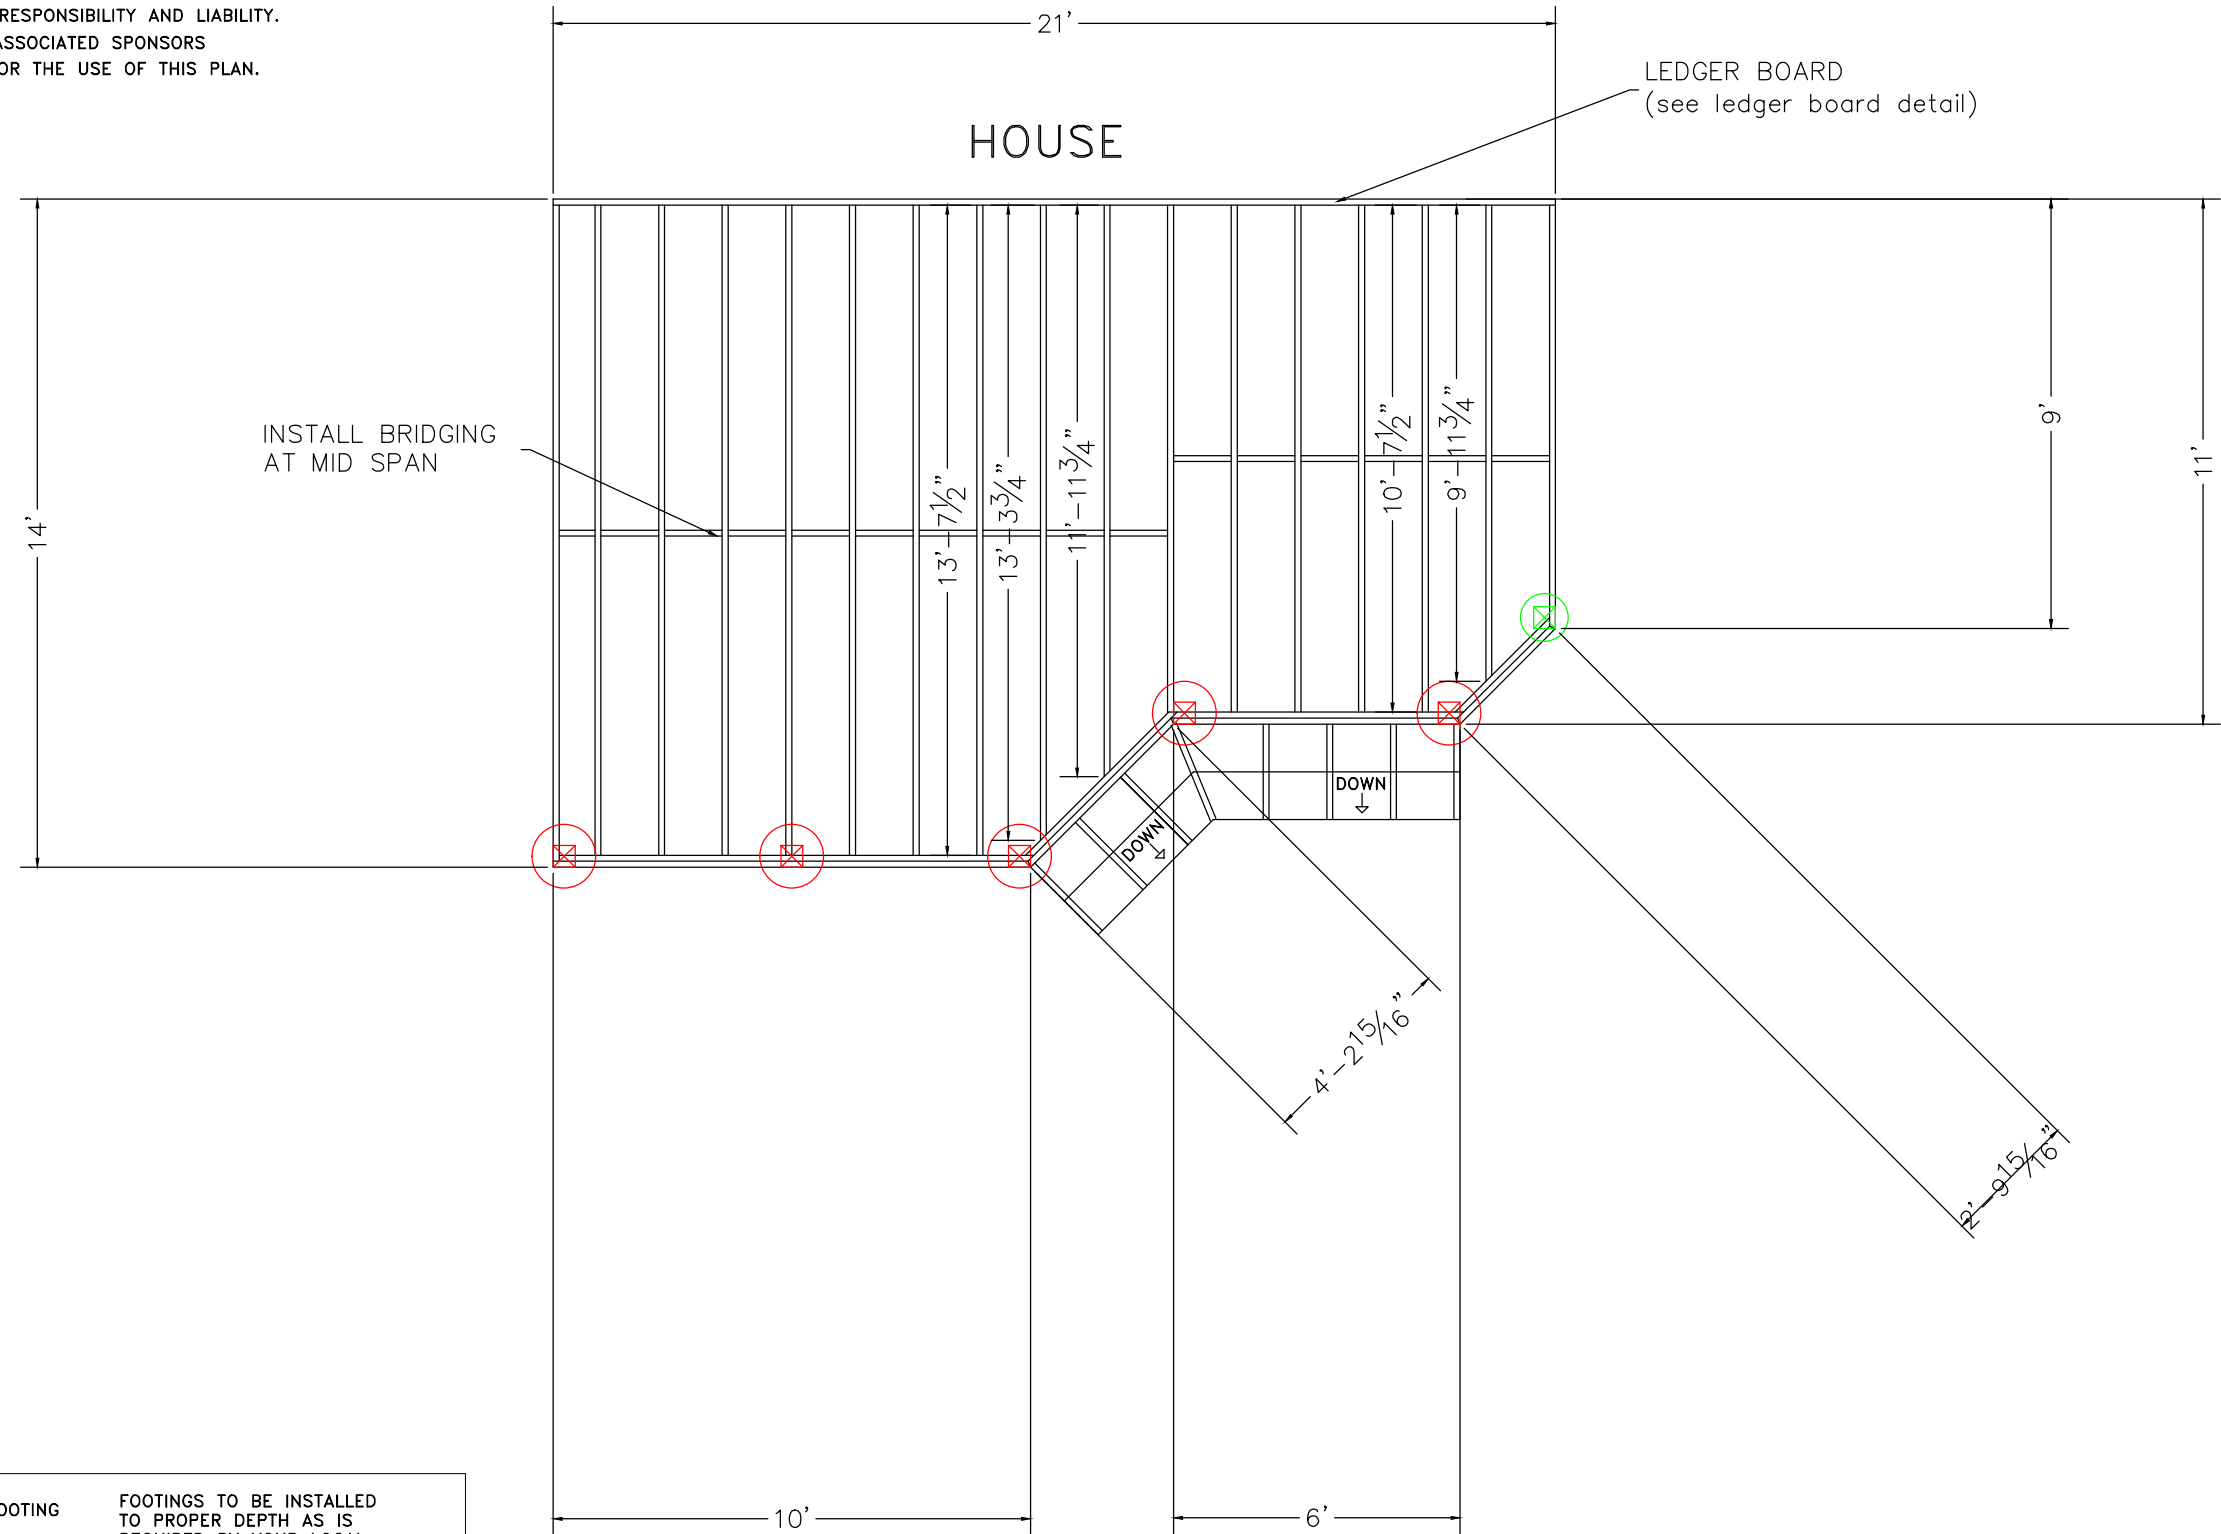 RESPONSIBILITY AND LIABILITY.
ASSOCIATED SPONSORS
OR THE USE OF THIS PLAN.
21'
LEDGER BOARD
(see ledger board detail)
HOUSE
INSTALL BRIDGING
AT MID SPAN
14'
13'-7½"
13'-3¾"
11'-11¾"
10'-7½"
9'-11¾"
9'
11'
DOWN
DOWN
4'-2 15/16"
2'-9 15/16"
10'
6'
OOTING
FOOTINGS TO BE INSTALLED
TO PROPER DEPTH AS IS